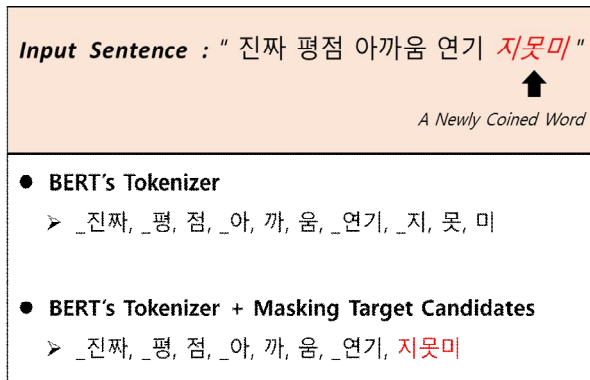 Input Sentence : " 진짜 평점 아까움 연기 지못미 "
A Newly Coined Word
● BERT's Tokenizer
➢ _진짜, _평, 점, _아, 까, 움, _연기, _지, 못, 미
● BERT's Tokenizer + Masking Target Candidates
➢ _진짜, _평, 점, _아, 까, 움, _연기, 지못미